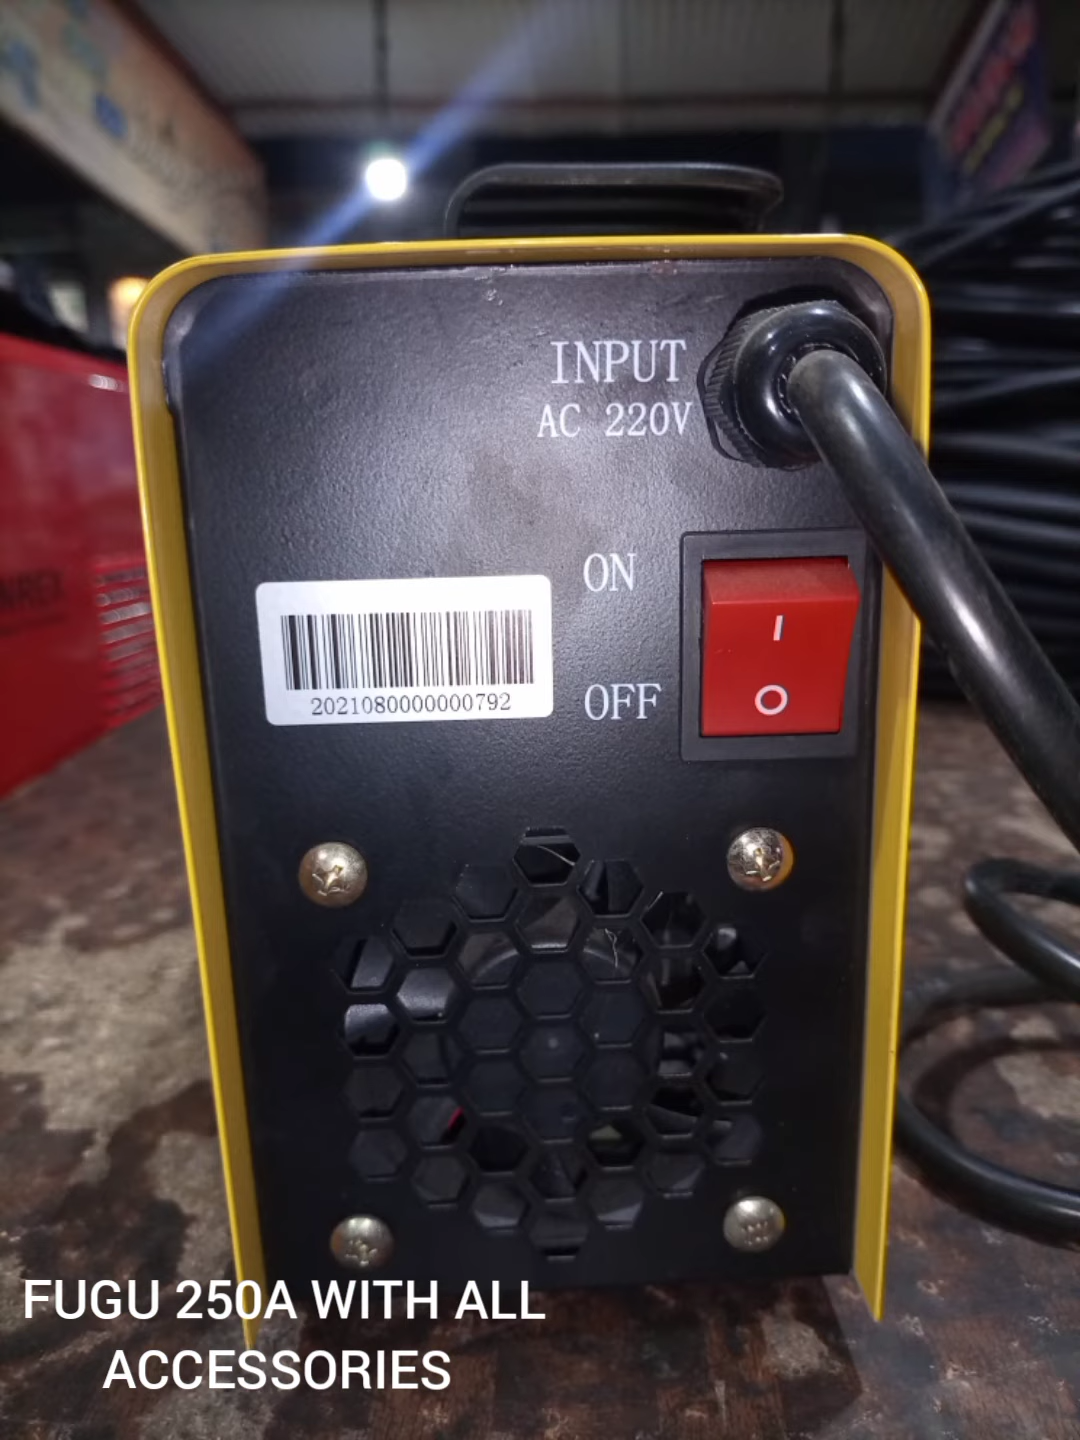 INPUT
AC 220V
ON
I
O
OFF
2021080000000792
FUGU 250A WITH ALL
ACCESSORIES